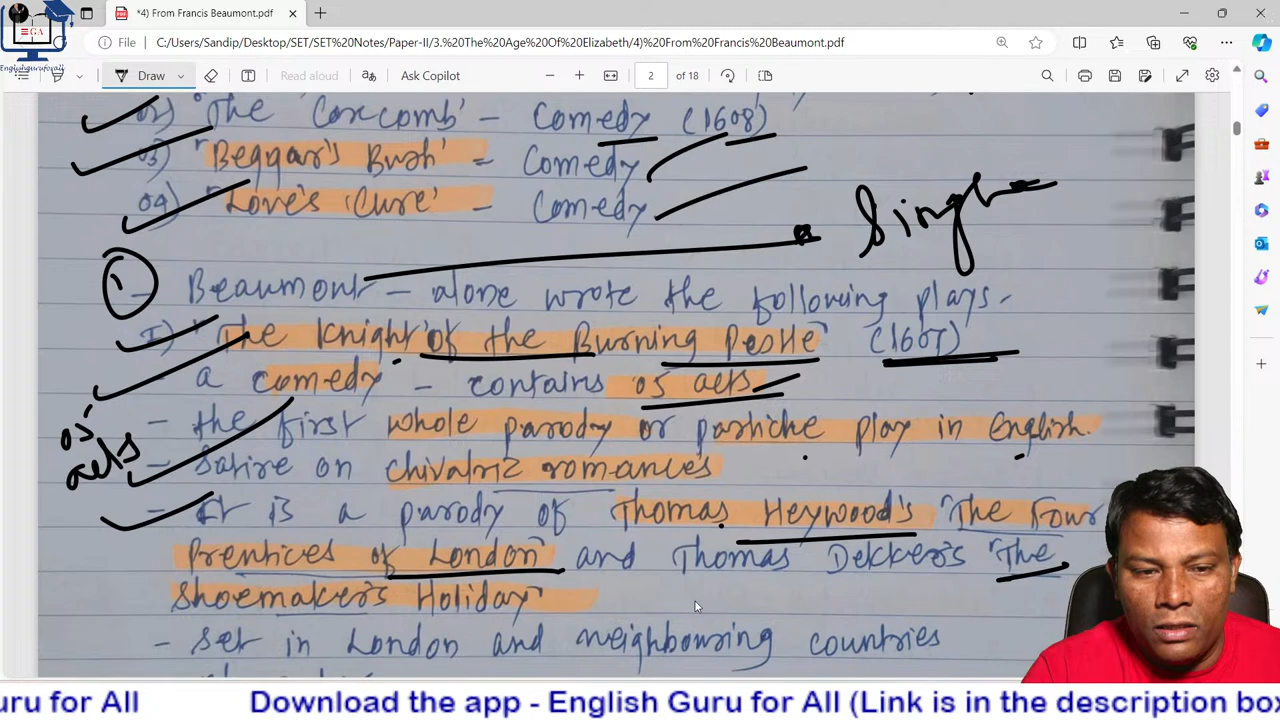 *4) From Francis Beaumont.pdf
File C:/Users/Sandip/Desktop/SET/SET%20Notes/Paper-II/3.%20The%20Age%20Of%20Elizabeth/4)%20From%20Francis%20Beaumont.pdf
EGA
Englishguruforall
Draw Read aloud Ask Copilot 2 of 18
02) 'The Coxcomb' - Comedy (1608)
03) 'Beggar's Bush' - Comedy
04) 'Love's Cure' - Comedy
Single
- Beaumont - alone wrote the following plays.
I) 'The Knight of the Burning Pestle' (1607)
- a comedy - contains 05 acts
05 acts
- the first whole parody or pastiche play in English.
- Satire on chivalric romances
- It is a parody of Thomas Heywood's 'The Four
Prentices of London' and Thomas Dekker's 'The
Shoemaker's Holiday'
- set in London and neighbouring countries
uru for All Download the app - English Guru for All (Link is in the description box